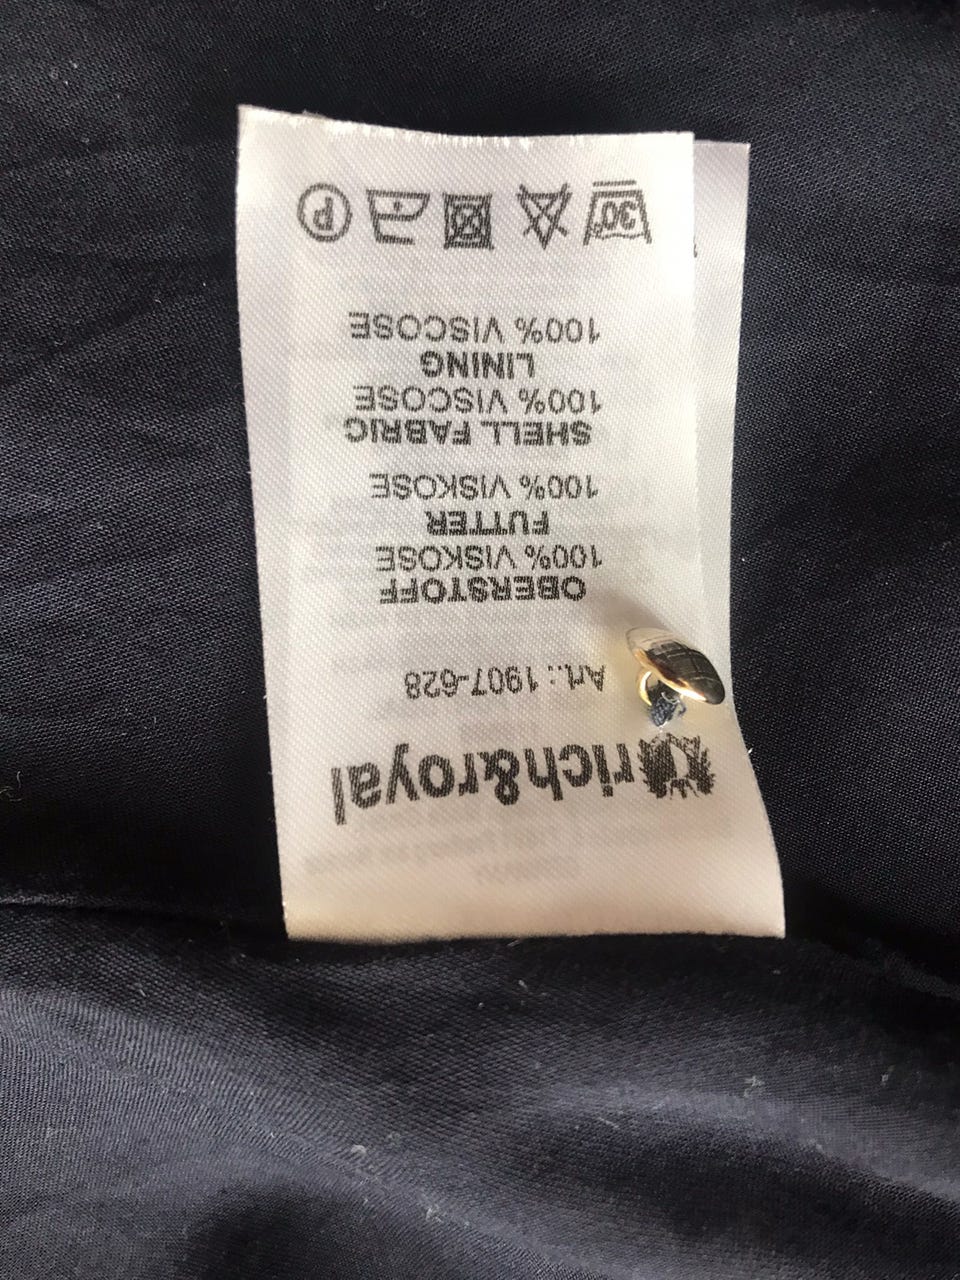 rich&royal
Art.: 1907-628
OBERSTOFF
100% VISKOSE
FUTTER
100% VISKOSE
SHELL FABRIC
100% VISCOSE
LINING
100% VISCOSE
30° P